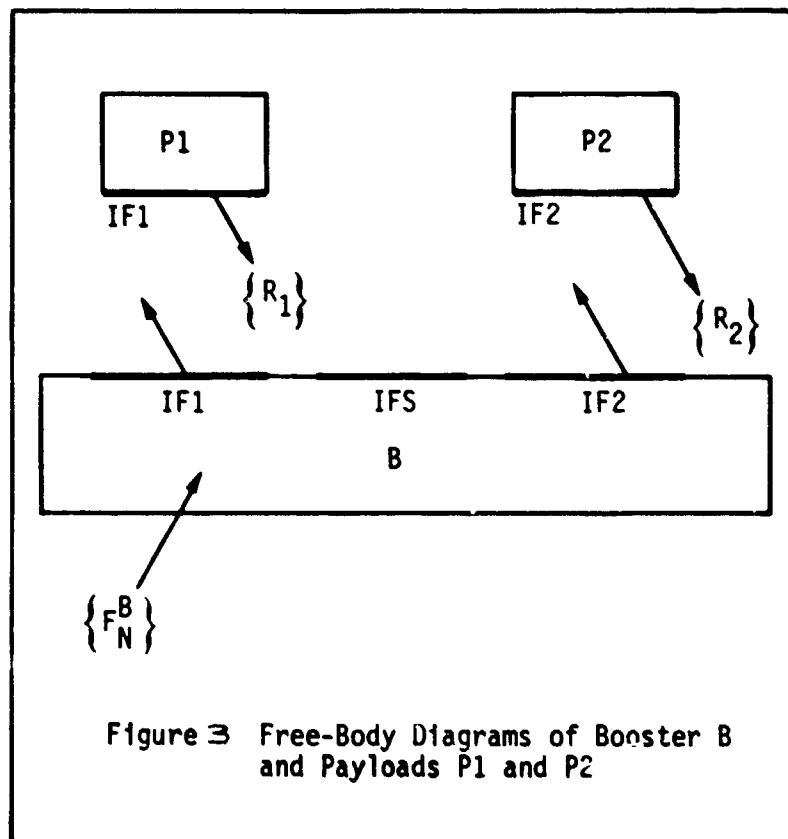 P1
P2
IF1
IF2
{R₁}
{R₂}
IF1
IFS
IF2
B
{F_N^B}
Figure 3 Free-Body Diagrams of Booster B
and Payloads P1 and P2